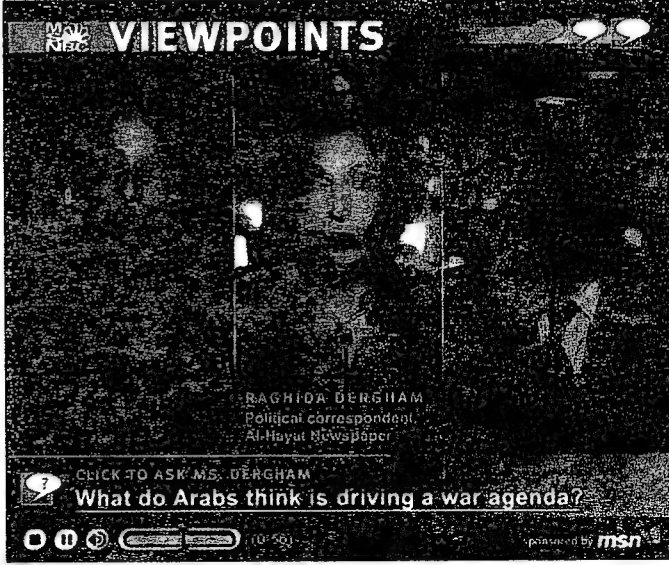 VIEWPOINTS
RAGHIDA DERGHAM
Political correspondent,
Al-Hayat Newspaper
CLICK TO ASK MS. DERGHAM
What do Arabs think is driving a war agenda?
(0:56)
sponsored by msn